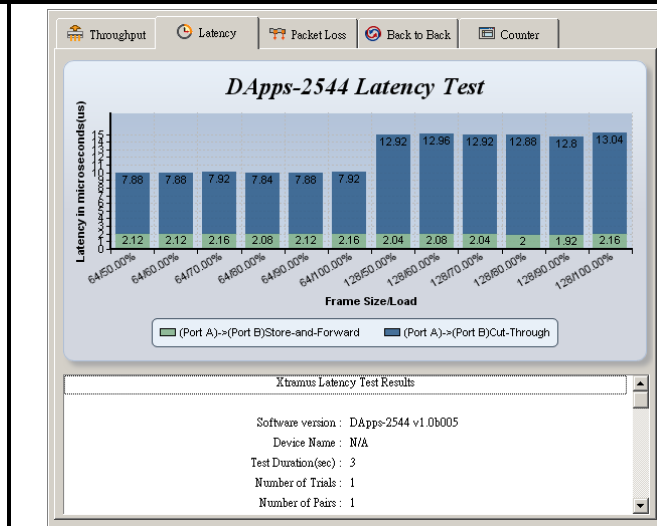 Throughput Latency Packet Loss Back to Back Counter
DApps-2544 Latency Test
Latency in microseconds(us)
15
14
13
12
11
10
9
8
7
6
5
4
3
2
1
0
7.88 7.88 7.92 7.84 7.88 7.92 12.92 12.96 12.92 12.88 12.8 13.04
2.12 2.12 2.16 2.08 2.12 2.16 2.04 2.08 2.04 2 1.92 2.16
64/50.00% 64/60.00% 64/70.00% 64/80.00% 64/90.00% 64/100.00% 128/50.00% 128/60.00% 128/70.00% 128/80.00% 128/90.00% 128/100.00%
Frame Size/Load
(Port A)->(Port B)Store-and-Forward (Port A)->(Port B)Cut-Through
Xtramus Latency Test Results
Software version : DApps-2544 v1.0b005
Device Name : N/A
Test Duration(sec) : 3
Number of Trials : 1
Number of Pairs : 1